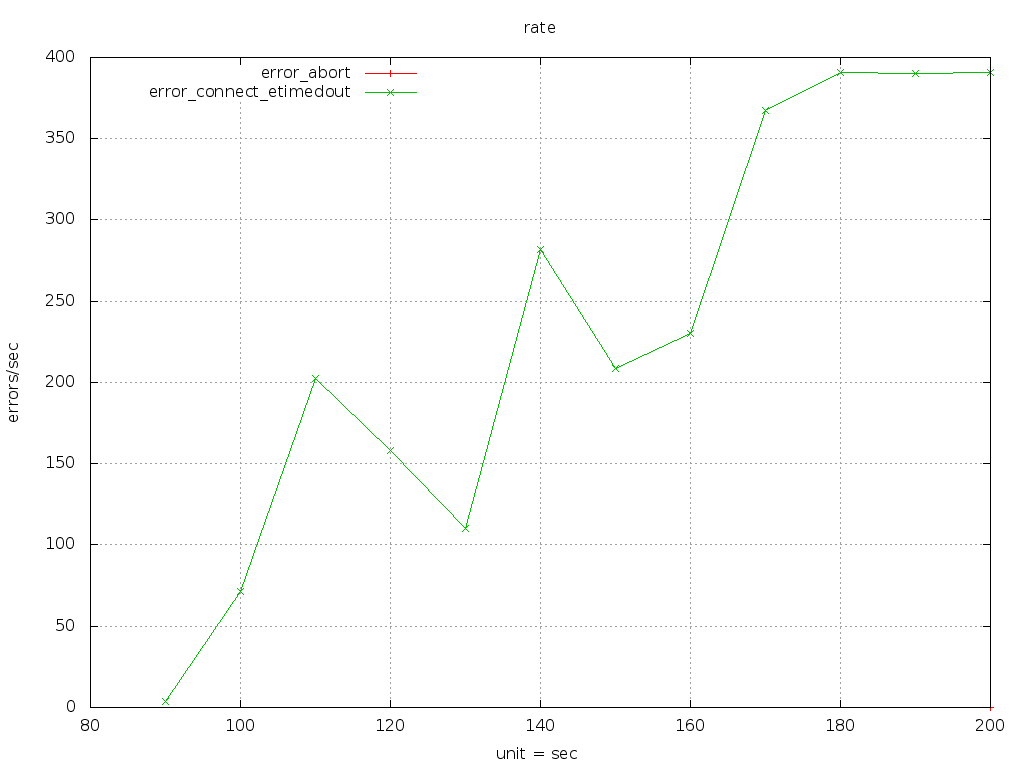 rate
error_abort
error_connect_etimedout
400
350
300
250
200
150
100
50
0
errors/sec
80 100 120 140 160 180 200
unit = sec